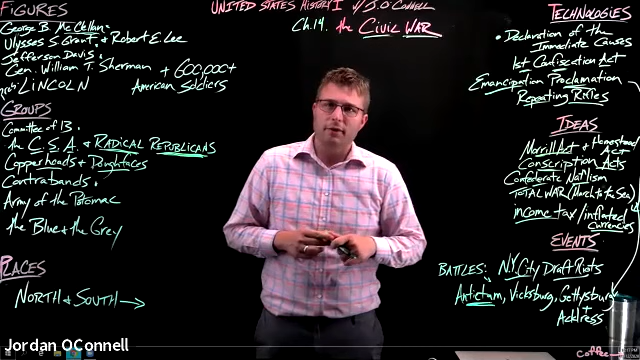 FIGURES
George B. McClellan.
Ulysses S. Grant. & Robert E. Lee
Jefferson Davis.
Gen. William T. Sherman + 600,000+
LINCOLN American Soldiers
GROUPS
Committee of 13.
the C.S.A. & RADICAL REPUBLICANS
Copperheads & Doughfaces
Contrabands.
Army of the Potomac
the Blue & the Grey
PLACES
NORTH & SOUTH
UNITED STATES HISTORY I w/ J. O'CONNELL
Ch. 14. the CIVIL WAR
TECHNOLOGIES
• Declaration of the
Immediate Causes
1st Confiscation Act
Emancipation Proclamation
Repeating Rifles
IDEAS
Morrill Act & Homestead
ACT
Conscription Acts
Confederate Nat'lism
TOTAL WAR (March to the Sea)
income tax/inflated
currencies
EVENTS
BATTLES: N.Y. City Draft Riots
Antietam, Vicksburg, Gettysburg
+
Address
coffee
Jordan OConnell